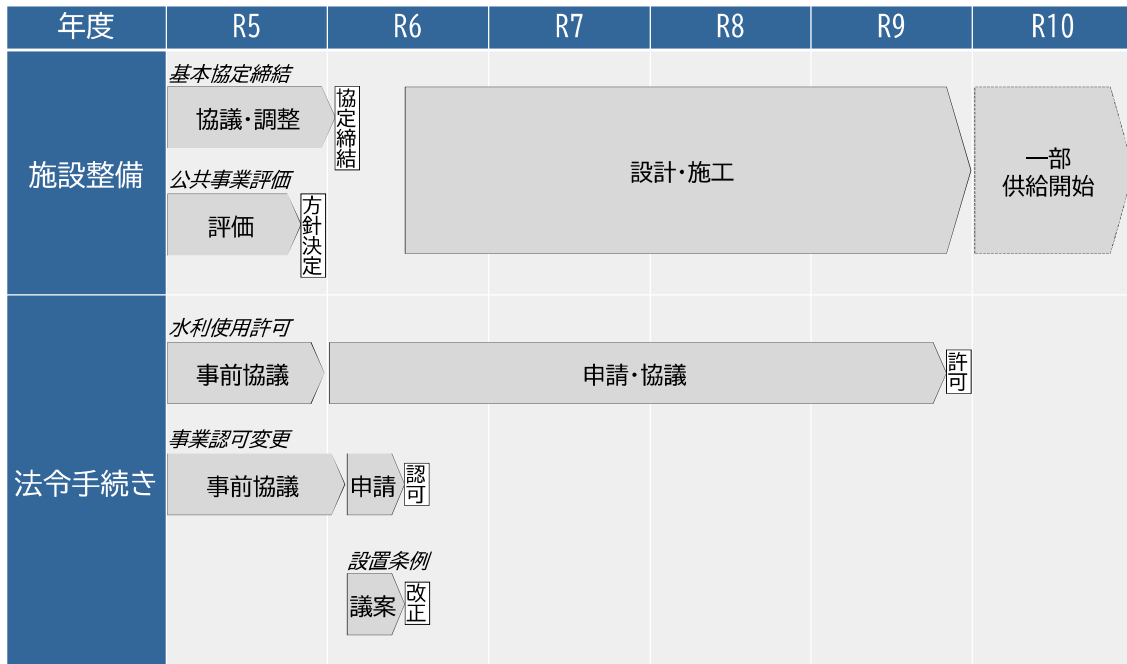 年度 R5 R6 R7 R8 R9 R10
施設整備
基本協定締結
協議・調整
協定締結
公共事業評価
評価
方針決定
設計・施工
一部
供給開始
法令手続き
水利使用許可
事前協議
申請・協議
許可
事業認可変更
事前協議
申請
認可
設置条例
議案
改正